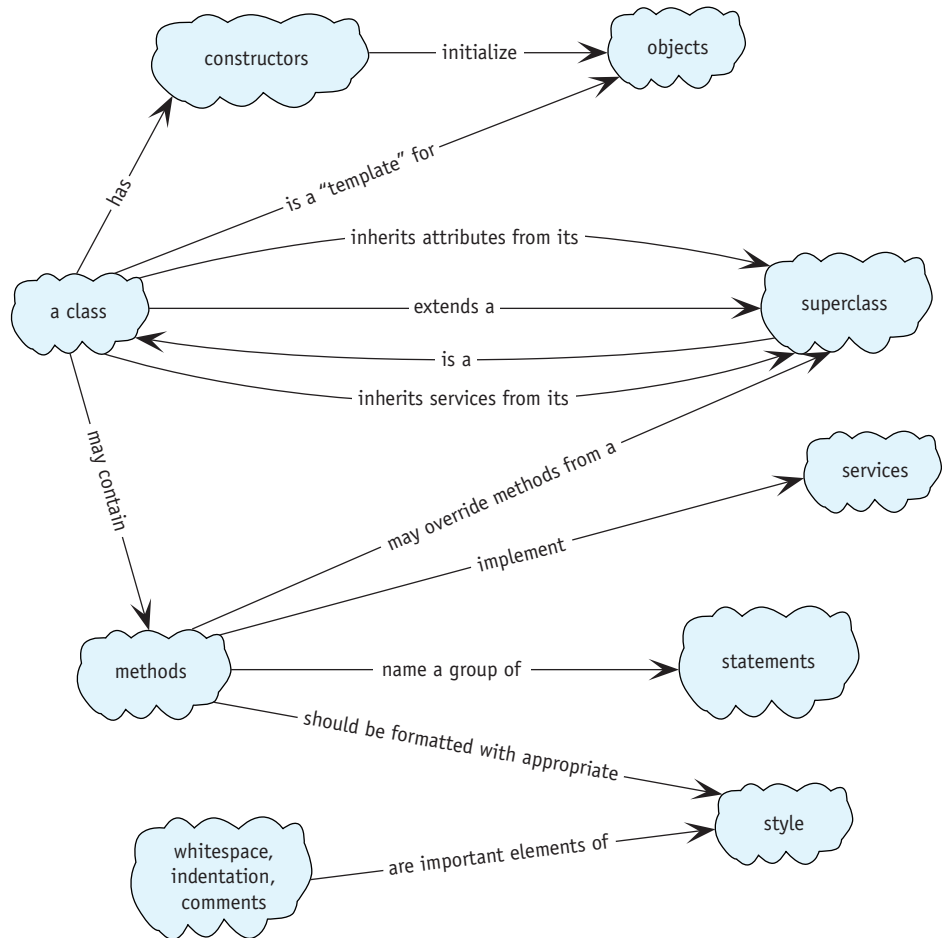 constructors
initialize
objects
has
is a “template” for
inherits attributes from its
a class
extends a
superclass
is a
inherits services from its
may contain
may override methods from a
services
implement
methods
name a group of
statements
should be formatted with appropriate
style
whitespace,
indentation,
comments
are important elements of